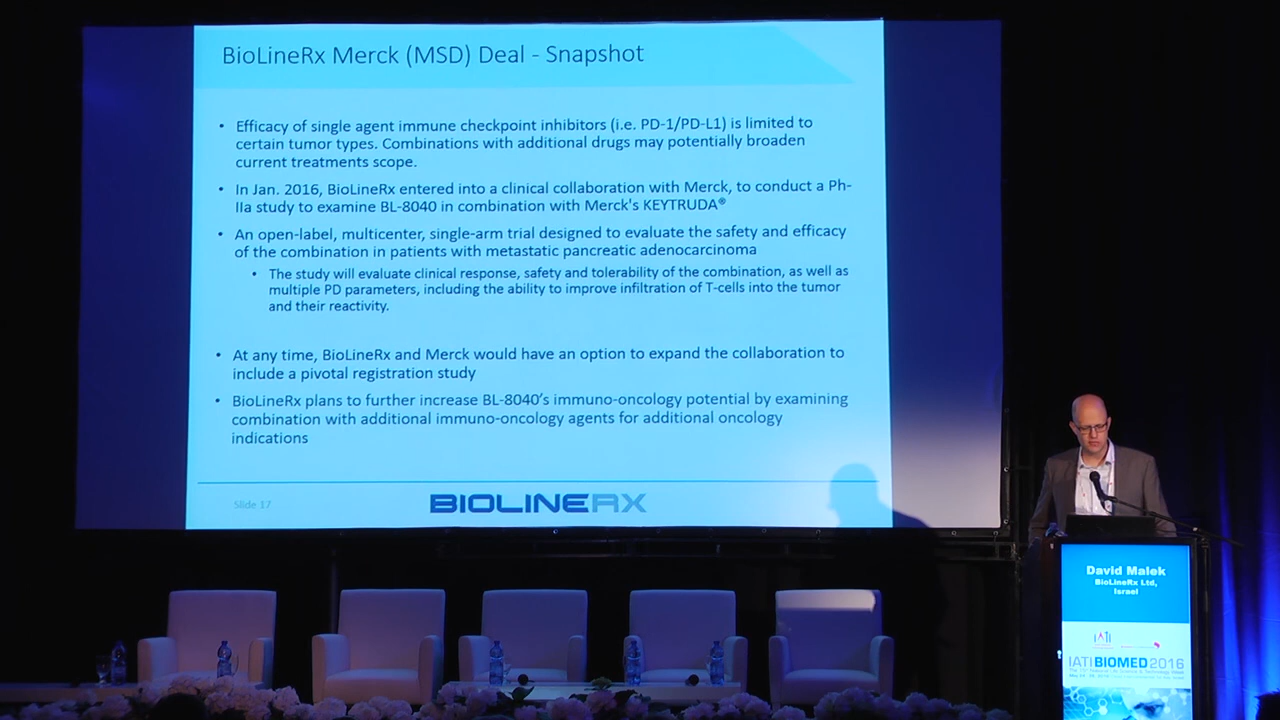 BioLineRx Merck (MSD) Deal - Snapshot
• Efficacy of single agent immune checkpoint inhibitors (i.e. PD-1/PD-L1) is limited to
certain tumor types. Combinations with additional drugs may potentially broaden
current treatments scope.
• In Jan. 2016, BioLineRx entered into a clinical collaboration with Merck, to conduct a Ph-
IIa study to examine BL-8040 in combination with Merck's KEYTRUDA®
• An open-label, multicenter, single-arm trial designed to evaluate the safety and efficacy
of the combination in patients with metastatic pancreatic adenocarcinoma
• The study will evaluate clinical response, safety and tolerability of the combination, as well as
multiple PD parameters, including the ability to improve infiltration of T-cells into the tumor
and their reactivity.
• At any time, BioLineRx and Merck would have an option to expand the collaboration to
include a pivotal registration study
• BioLineRx plans to further increase BL-8040's immuno-oncology potential by examining
combination with additional immuno-oncology agents for additional oncology
indications
Slide 17
BIOLINERX
David Malek
BioLineRx Ltd,
Israel
IATI
IATI BIOMED 2016